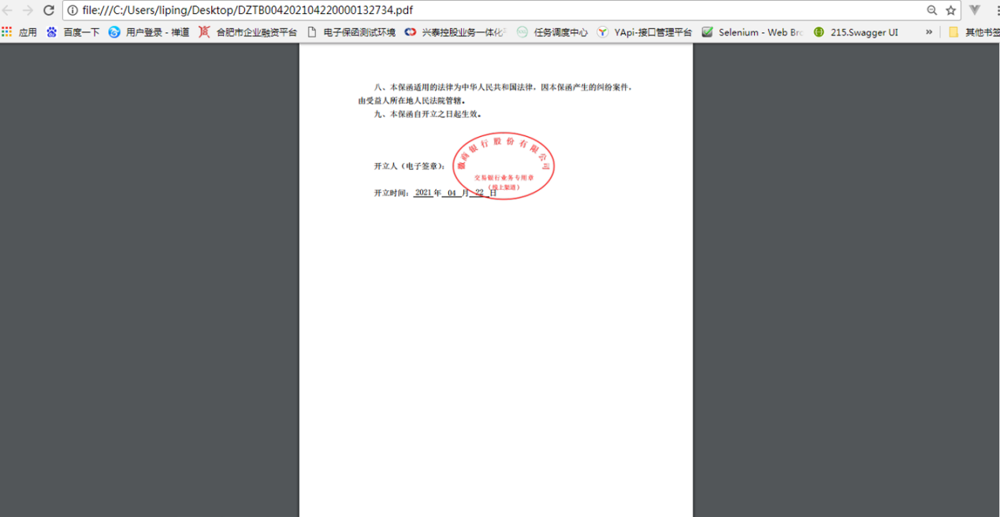 file:///C:/Users/liping/Desktop/DZTB004202104220000132734.pdf
应用 百度一下 用户登录 - 禅道 合肥市企业融资平台 电子保函测试环境 兴泰控股业务一体化 任务调度中心 YApi-接口管理平台 Selenium - Web Bro 215.Swagger UI » 其他书签
八、本保函适用的法律为中华人民共和国法律，因本保函产生的纠纷案件，
由受益人所在地人民法院管辖。
九、本保函自开立之日起生效。
徽商银行股份有限公司
开立人（电子签章）：
交易银行业务专用章
（线上渠道）
开立时间：2021年 04 月 22 日